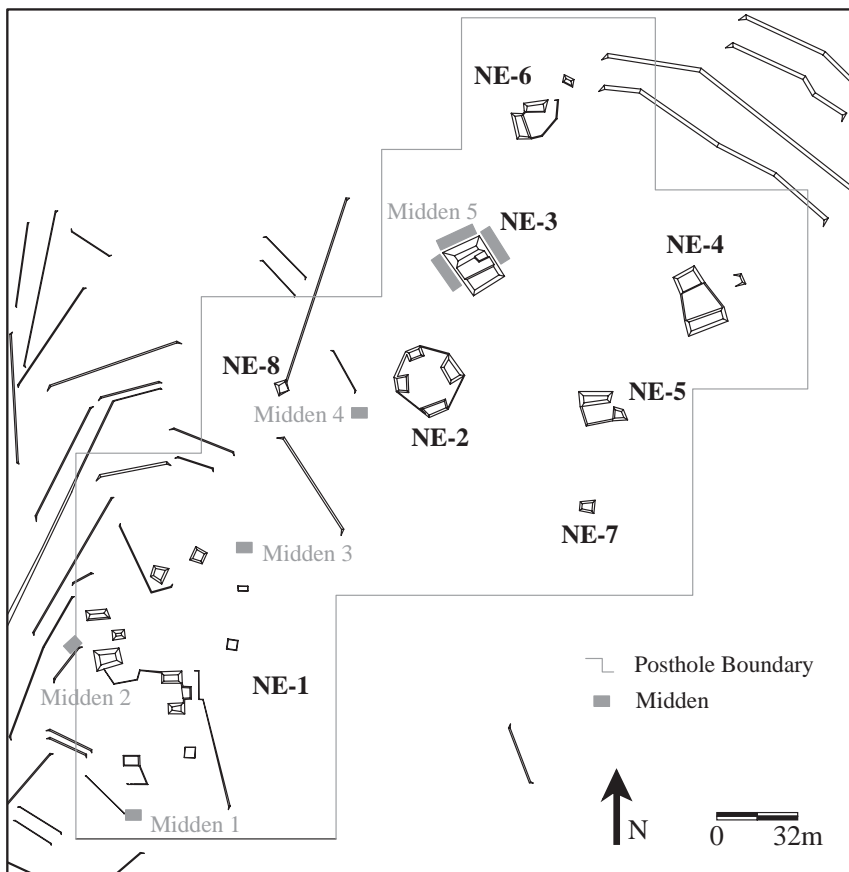 NE-6
Midden 5
NE-3
NE-4
NE-8
Midden 4
NE-2
NE-5
NE-7
Midden 3
Midden 2
NE-1
Midden 1
Posthole Boundary
Midden
N
0 32m